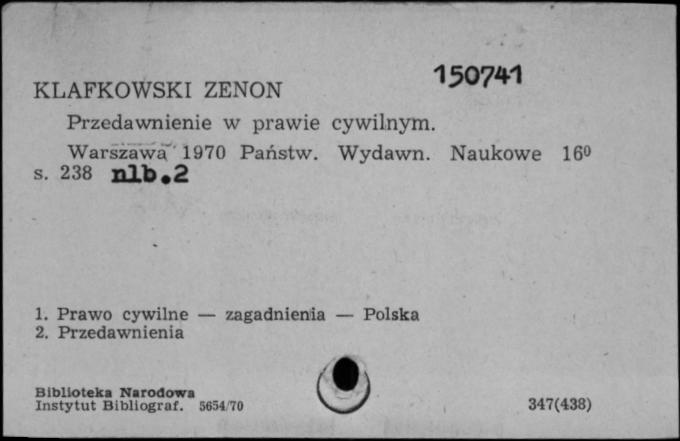 150741
KLAFKOWSKI ZENON
Przedawnienie w prawie cywilnym.
Warszawa 1970 Państw. Wydawn. Naukowe 16⁰
s. 238 nlb.2
1. Prawo cywilne — zagadnienia — Polska
2. Przedawnienia
Biblioteka Narodowa
Instytut Bibliograf. 5654/70
347(438)